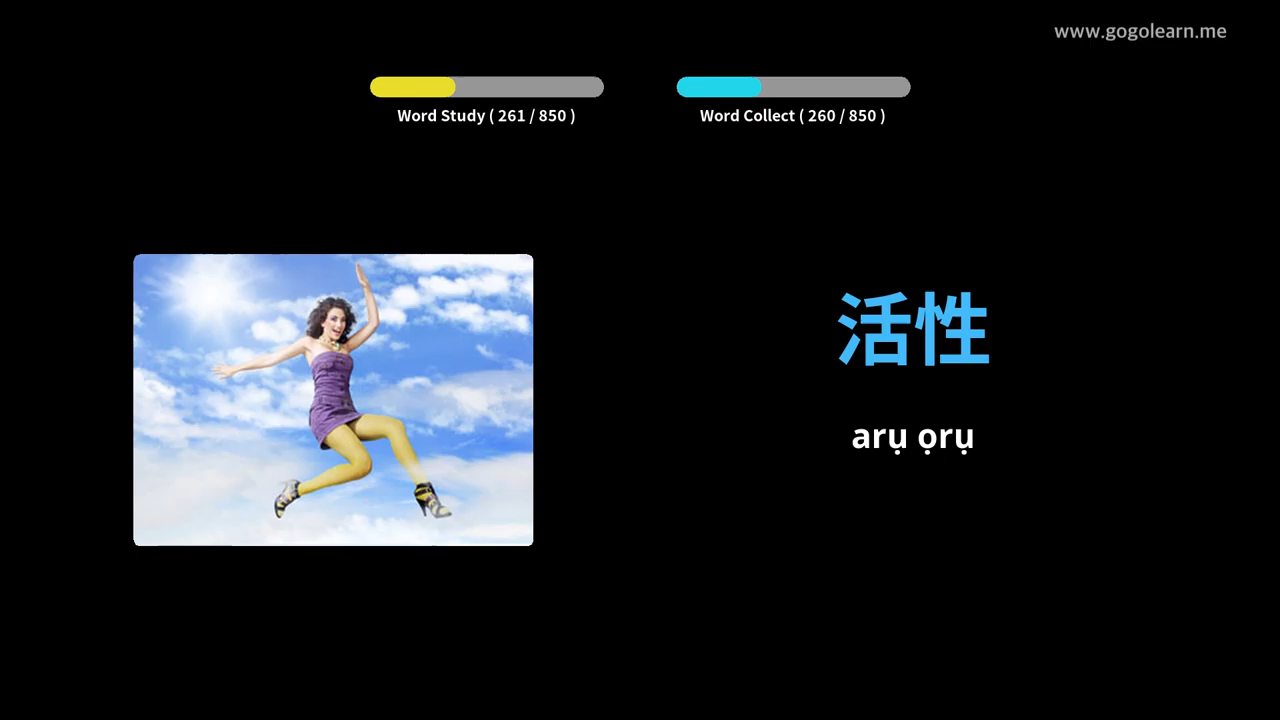 www.gogolearn.me
Word Study ( 261 / 850 )
Word Collect ( 260 / 850 )
活性
arụ ọrụ